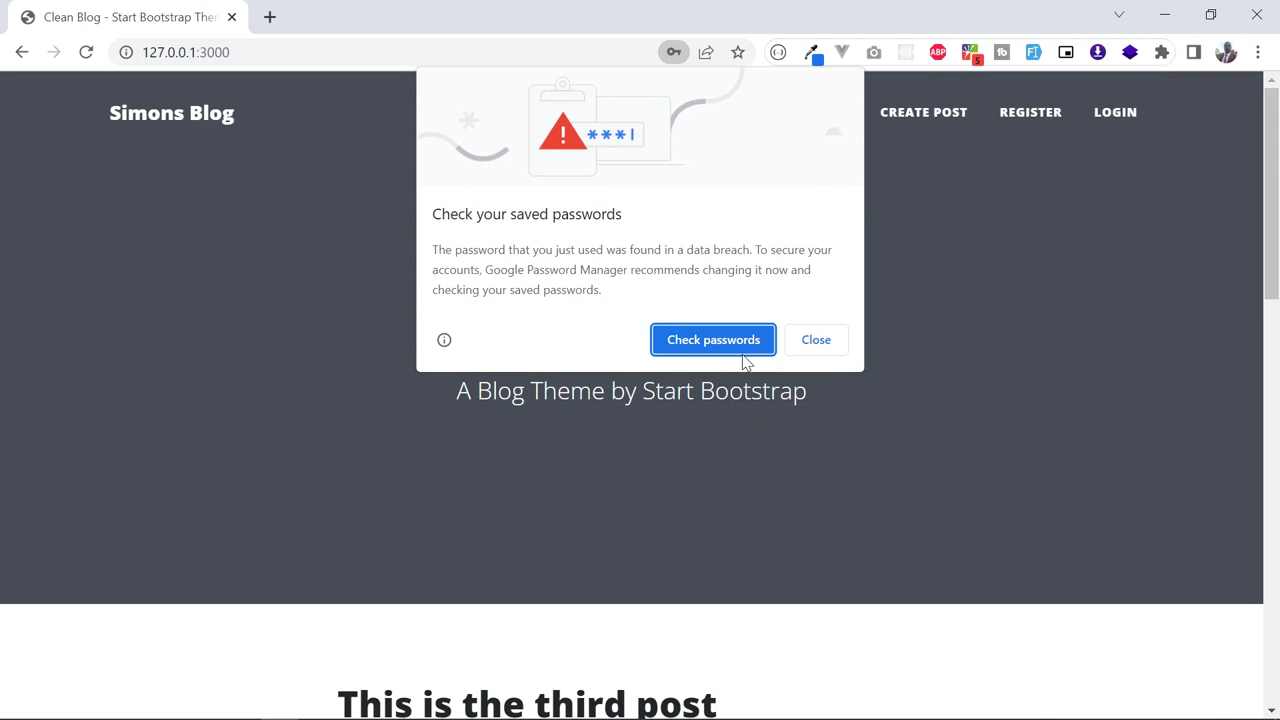 Clean Blog - Start Bootstrap The
127.0.0.1:3000
ABP
5
tb
Simons Blog
CREATE POST
REGISTER
LOGIN
***
Check your saved passwords
The password that you just used was found in a data breach. To secure your
accounts, Google Password Manager recommends changing it now and
checking your saved passwords.
Check passwords
Close
A Blog Theme by Start Bootstrap
This is the third post